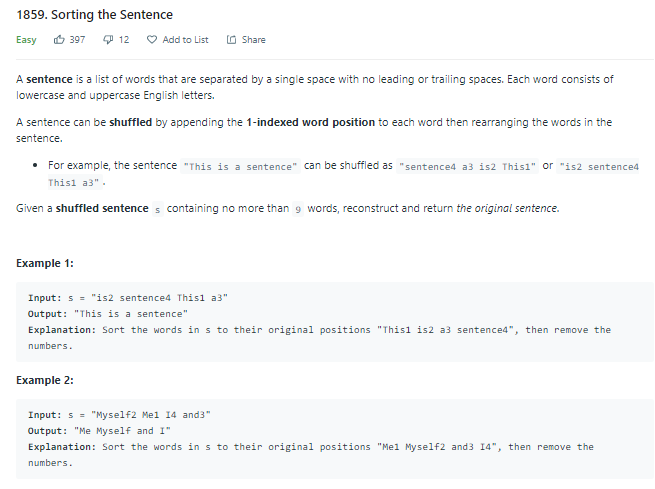 1859. Sorting the Sentence
Easy 397 12 Add to List Share
A sentence is a list of words that are separated by a single space with no leading or trailing spaces. Each word consists of
lowercase and uppercase English letters.
A sentence can be shuffled by appending the 1-indexed word position to each word then rearranging the words in the
sentence.
• For example, the sentence "This is a sentence" can be shuffled as "sentence4 a3 is2 This1" or "is2 sentence4
This1 a3".
Given a shuffled sentence s containing no more than 9 words, reconstruct and return the original sentence.
Example 1:
Input: s = "is2 sentence4 This1 a3"
Output: "This is a sentence"
Explanation: Sort the words in s to their original positions "This1 is2 a3 sentence4", then remove the
numbers.
Example 2:
Input: s = "Myself2 Me1 I4 and3"
Output: "Me Myself and I"
Explanation: Sort the words in s to their original positions "Me1 Myself2 and3 I4", then remove the
numbers.